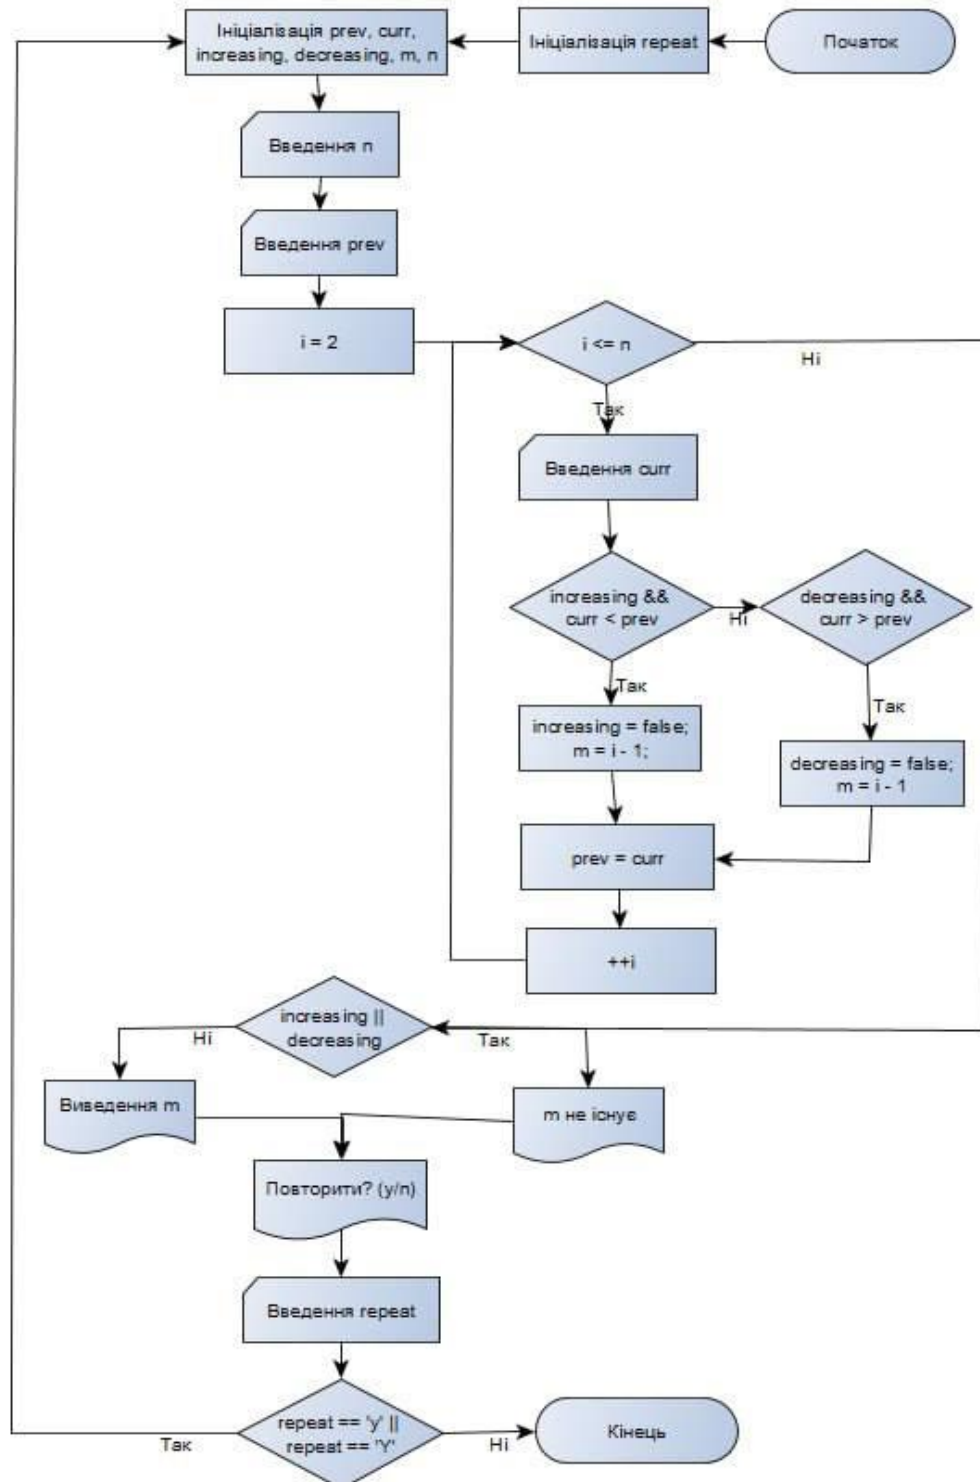 Початок
Ініціалізація repeat
Ініціалізація prev, curr,
increasing, decreasing, m, n
Введення n
Введення prev
i = 2
i <= n
Ні
Так
Введення curr
increasing &&
curr < prev
Ні
decreasing &&
curr > prev
Так
Так
increasing = false;
m = i - 1;
decreasing = false;
m = i - 1
prev = curr
++i
increasing ||
decreasing
Ні
Так
Виведення m
m не існує
Повторити? (y/n)
Введення repeat
repeat == 'y' ||
repeat == 'Y'
Так
Ні
Кінець